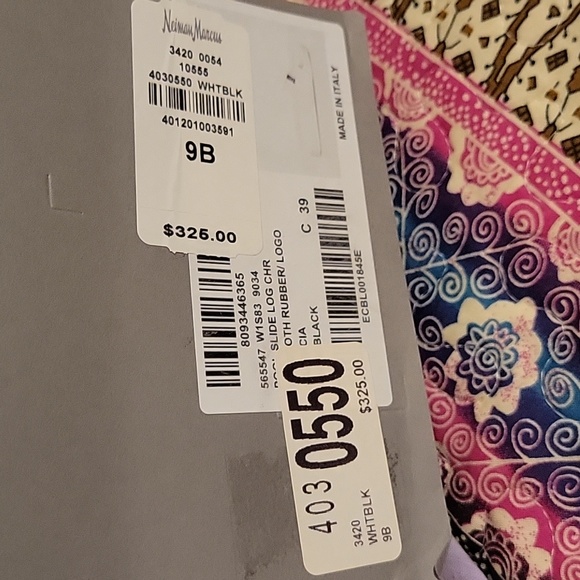 Neiman Marcus
3420 0054
10555
4030550 WHTBLK
401201003591
9B
$325.00
MADE IN ITALY
8093446365
565547 W1S83 9034
SLIDE LOG CHR
OTH RUBBER/ LOGO
CIA C 39
BLACK
ECBL001845E
403 0550
3420 $325.00
WHTBLK
9B